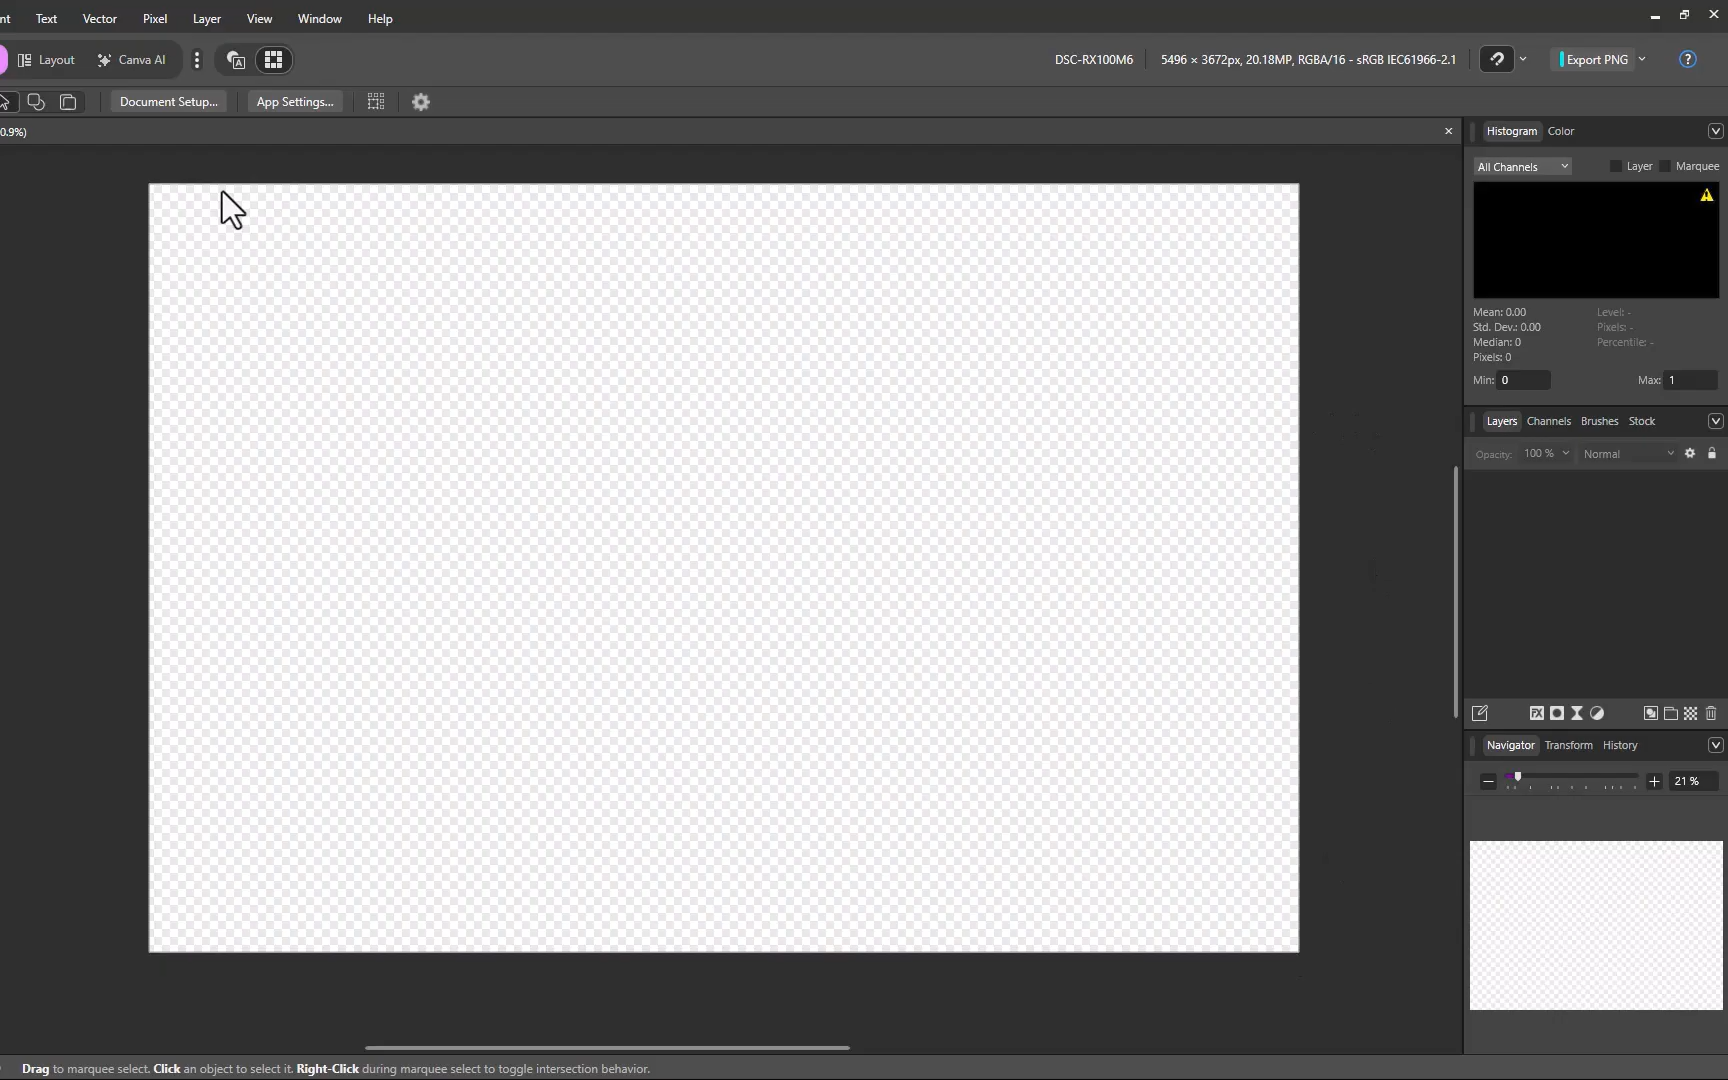 nt Text Vector Pixel Layer View Window Help
Layout Canva AI DSC-RX100M6 5496 × 3672px, 20.18MP, RGBA/16 - sRGB IEC61966-2.1 Export PNG ?
Document Setup... App Settings...
0.9%)
Histogram Color
All Channels Layer Marquee
Mean: 0.00 Level: -
Std. Dev.: 0.00 Pixels: -
Median: 0 Percentile: -
Pixels: 0
Min: 0 Max: 1
Layers Channels Brushes Stock
Opacity: 100 % Normal
FX
Navigator Transform History
21 %
Drag to marquee select. Click an object to select it. Right-Click during marquee select to toggle intersection behavior.